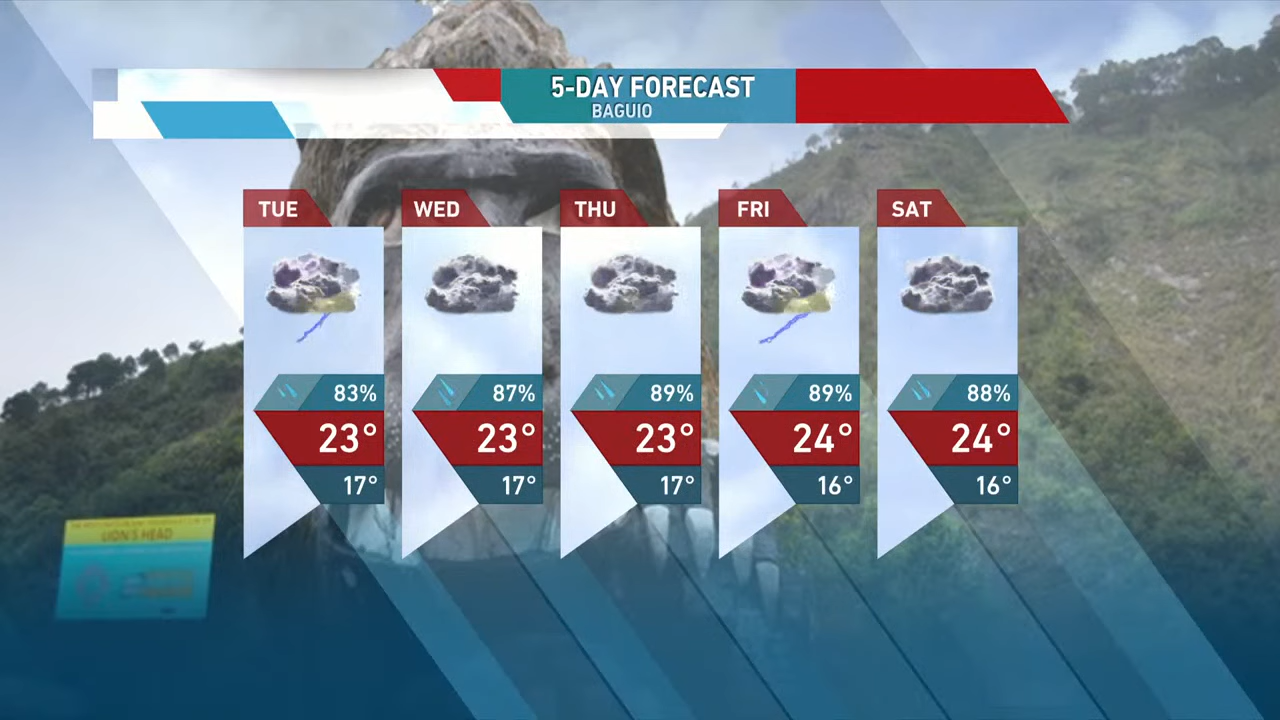 5-DAY FORECAST
BAGUIO
TUE
WED
THU
FRI
SAT
83%
87%
89%
89%
88%
23°
23°
23°
24°
24°
17°
17°
17°
16°
16°
LION'S HEAD